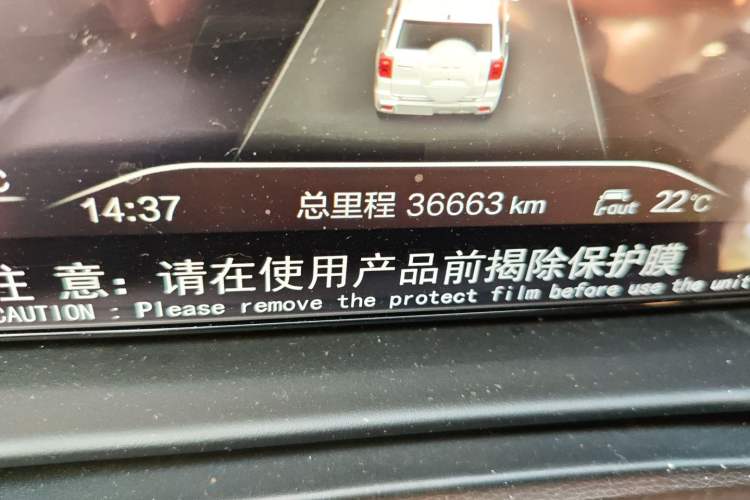 C
14:37 总里程 36663 km out 22℃
注 意：请在使用产品前揭除保护膜
CAUTION : Please remove the protect film before use the unit